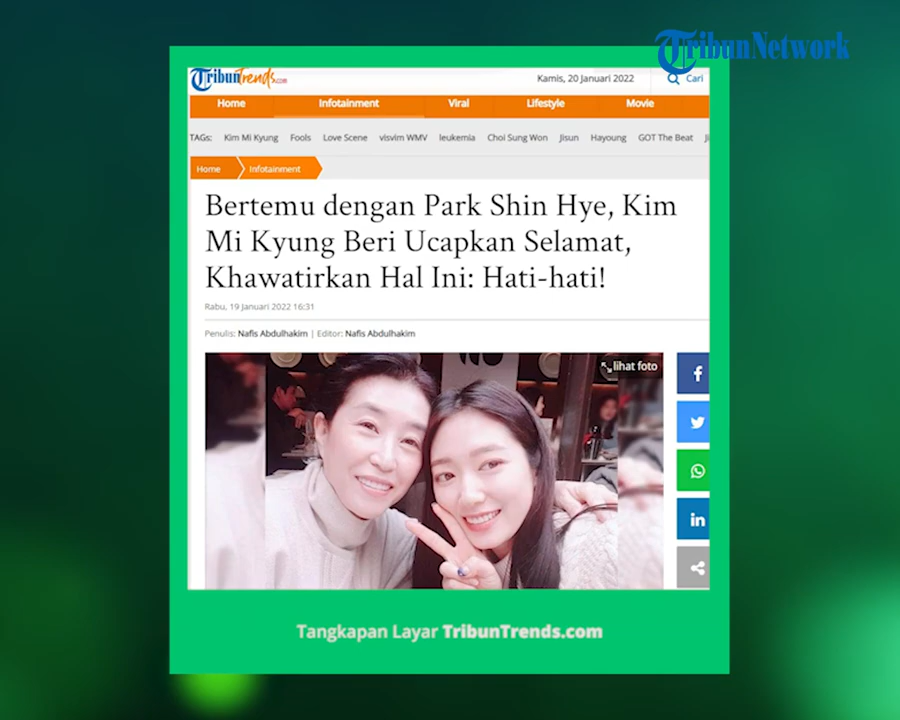 TribunNetwork
TribunTrends.com
Kamis, 20 Januari 2022
Cari
Home Infotainment Viral Lifestyle Movie
TAGs: Kim Mi Kyung Fools Love Scene visvim WMV leukemia Choi Sung Won Jisun Hayoung GOT The Beat
Home Infotainment
Bertemu dengan Park Shin Hye, Kim
Mi Kyung Beri Ucapkan Selamat,
Khawatirkan Hal Ini: Hati-hati!
Rabu, 19 Januari 2022 16:31
Penulis: Nafis Abdulhakim | Editor: Nafis Abdulhakim
lihat foto
Tangkapan Layar TribunTrends.com